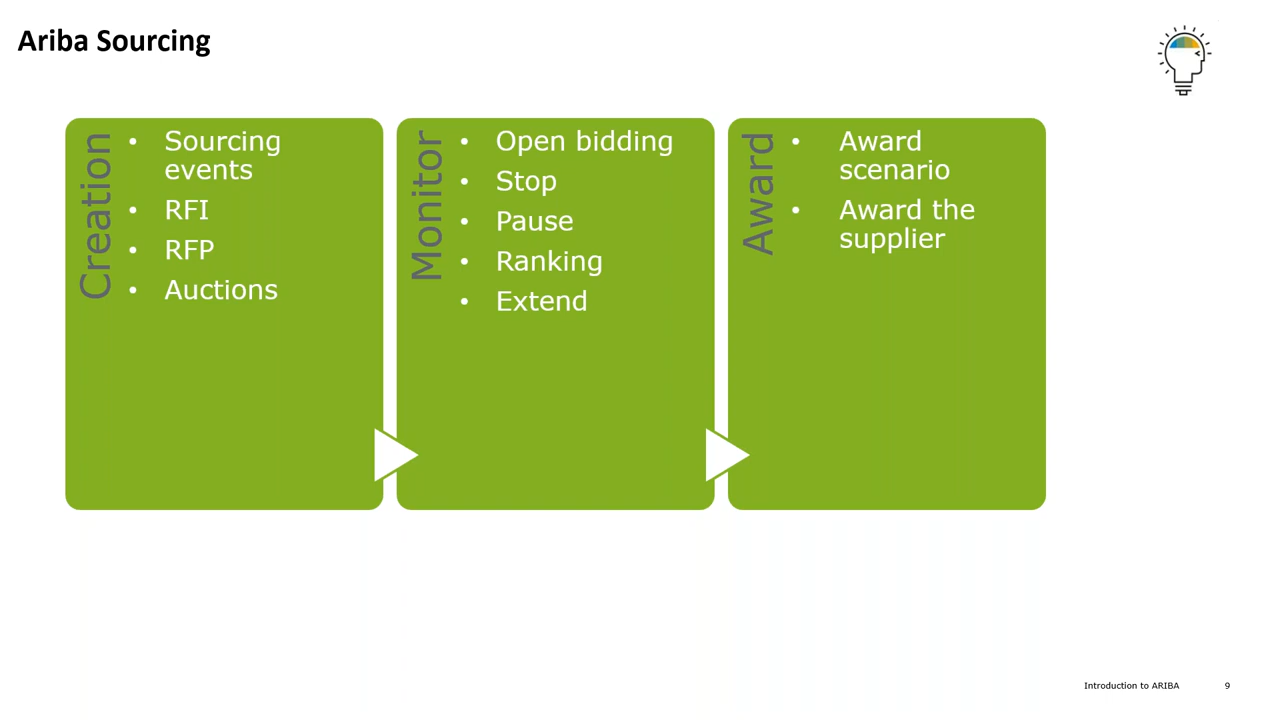 Ariba Sourcing
Creation
• Sourcing
events
• RFI
• RFP
• Auctions
Monitor
• Open bidding
• Stop
• Pause
• Ranking
• Extend
Award
• Award
scenario
• Award the
supplier
Introduction to ARIBA 9